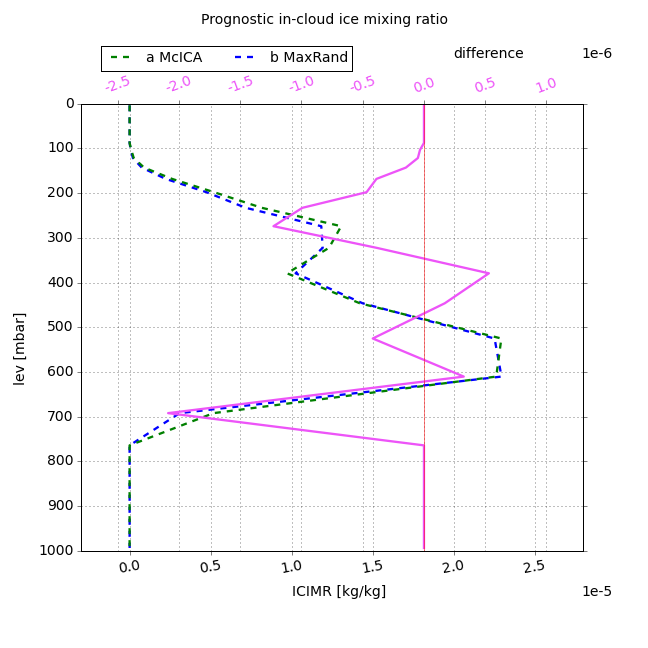 Prognostic in-cloud ice mixing ratio
a McICA b MaxRand difference 1e-6
-2.5 -2.0 -1.5 -1.0 -0.5 0.0 0.5 1.0
0
100
200
300
400
500
600
700
800
900
1000
lev [mbar]
0.0 0.5 1.0 1.5 2.0 2.5
ICIMR [kg/kg] 1e-5